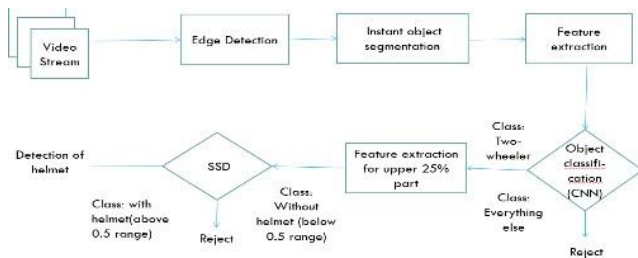 Video
Stream
Edge Detection
Instant object
segmentation
Feature
extraction
Object
classifi-
cation
(CNN)
Class:
Two-
wheeler
Class:
Everything
else
Reject
Feature extraction
for upper 25%
part
Class:
Without
helmet (below
0.5 range)
SSD
Reject
Class: with
helmet(above
0.5 range)
Detection of
helmet